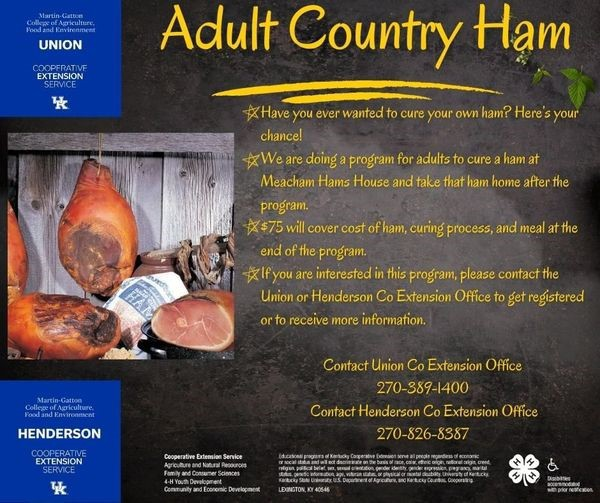 Martin-Gatton
College of Agriculture,
Food and Environment
UNION
COOPERATIVE
EXTENSION
SERVICE
UK
Adult Country Ham
Have you ever wanted to cure your own ham? Here's your
chance!
We are doing a program for adults to cure a ham at
Meacham Hams House and take that ham home after the
program.
$75 will cover cost of ham, curing process, and meal at the
end of the program.
If you are interested in this program, please contact the
Union or Henderson Co Extension Office to get registered
or to receive more information.
Contact Union Co Extension Office
270-389-1400
Contact Henderson Co Extension Office
270-826-8387
Martin-Gatton
College of Agriculture,
Food and Environment
HENDERSON
COOPERATIVE
EXTENSION
SERVICE
UK
Cooperative Extension Service
Agriculture and Natural Resources
Family and Consumer Sciences
4-H Youth Development
Community and Economic Development
Educational programs of Kentucky Cooperative Extension serve all people regardless of economic
or social status and will not discriminate on the basis of race, color, ethnic origin, national origin, creed,
religion, political belief, sex, sexual orientation, gender identity, gender expression, pregnancy, marital
status, genetic information, age, veteran status, or physical or mental disability. University of Kentucky,
Kentucky State University, U.S. Department of Agriculture, and Kentucky Counties, Cooperating.
LEXINGTON, KY 40546
Disabilities
accommodated
with prior notification.